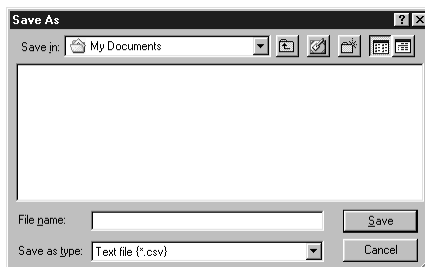 Save As
Save in: My Documents
File name:
Save
Save as type: Text file {*.csv}
Cancel